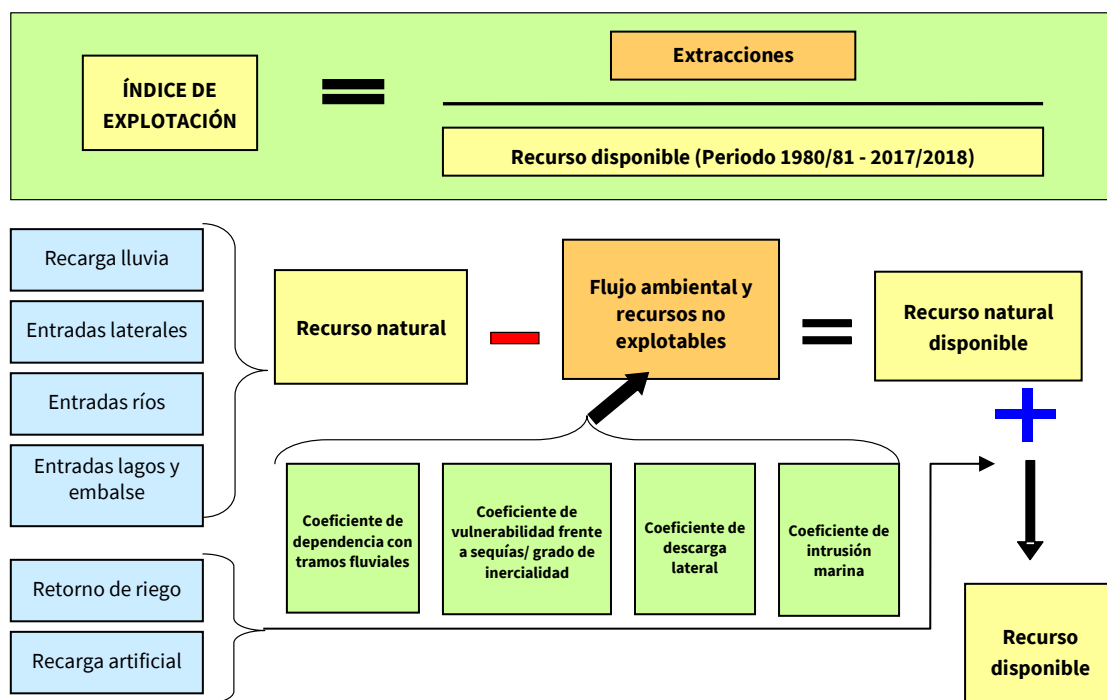 ÍNDICE DE
EXPLOTACIÓN
Extracciones
Recurso disponible (Periodo 1980/81 - 2017/2018)
Recarga lluvia
Entradas laterales
Entradas ríos
Entradas lagos y
embalse
Recurso natural
Flujo ambiental y
recursos no
explotables
Recurso natural
disponible
Coeficiente de
dependencia con
tramos fluviales
Coeficiente de
vulnerabilidad frente
a sequías/ grado de
inercialidad
Coeficiente de
descarga
lateral
Coeficiente de
intrusión
marina
Retorno de riego
Recarga artificial
Recurso
disponible